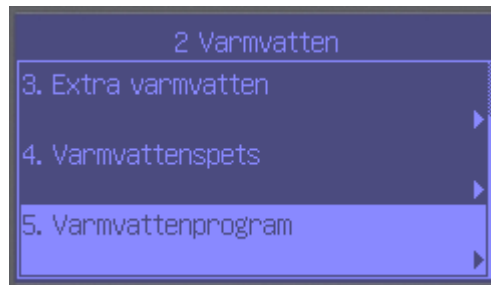 2 Varmvatten
3. Extra varmvatten
4. Varmvattenspets
5. Varmvattenprogram